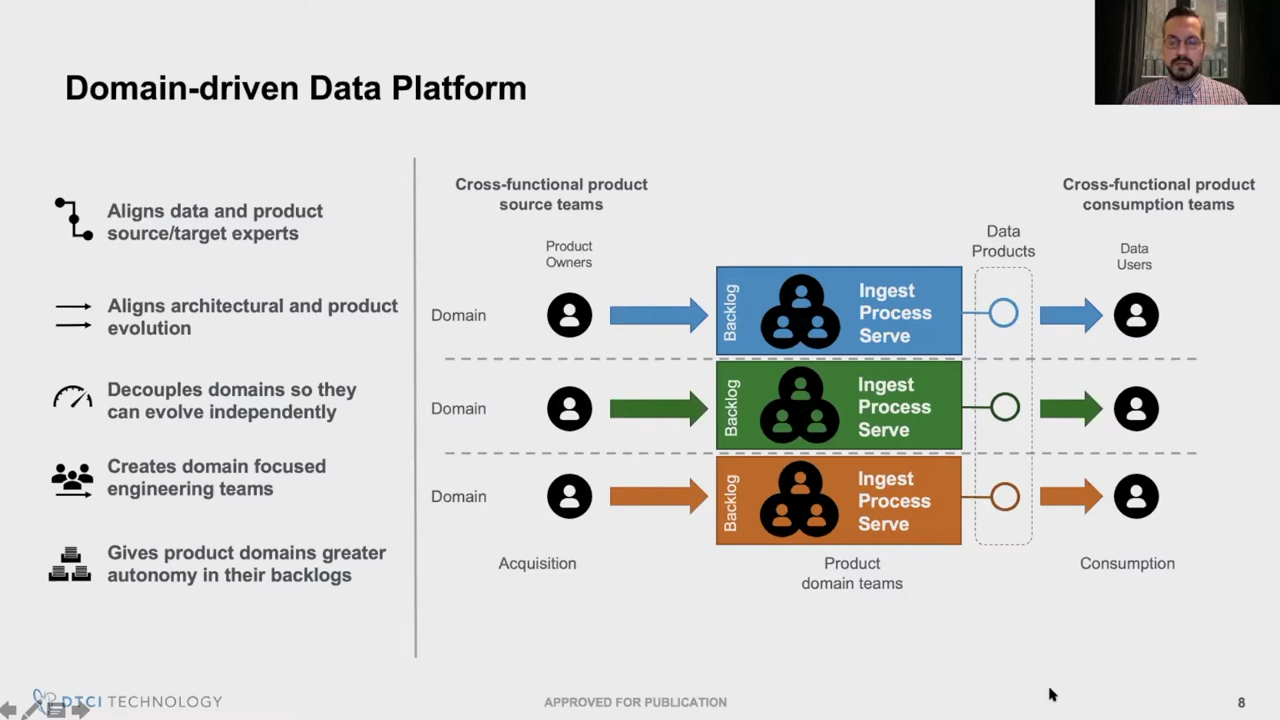 Domain-driven Data Platform
Aligns data and product
source/target experts
Aligns architectural and product
evolution
Decouples domains so they
can evolve independently
Creates domain focused
engineering teams
Gives product domains greater
autonomy in their backlogs
Cross-functional product
source teams
Cross-functional product
consumption teams
Product
Owners
Data
Products
Data
Users
Domain
Backlog
Ingest
Process
Serve
Domain
Backlog
Ingest
Process
Serve
Domain
Backlog
Ingest
Process
Serve
Acquisition
Product
domain teams
Consumption
DTCI TECHNOLOGY
APPROVED FOR PUBLICATION
8